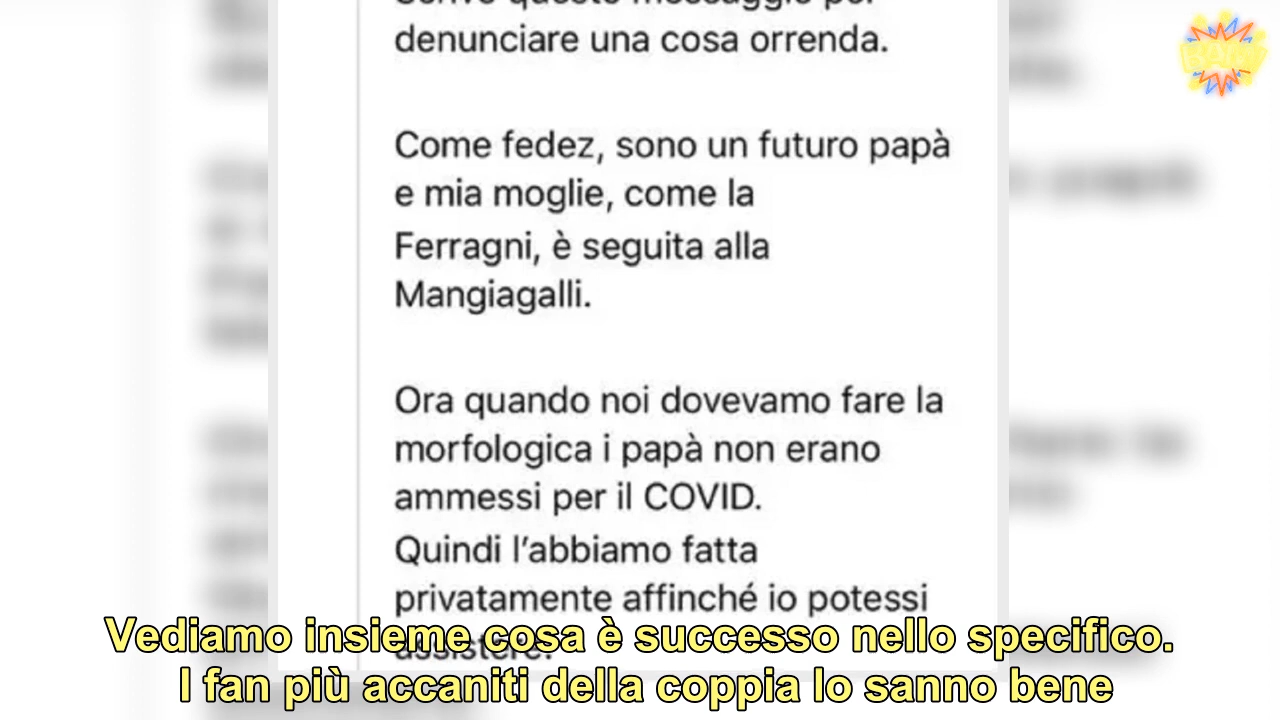 denunciare una cosa orrenda.
Come fedez, sono un futuro papà
e mia moglie, come la
Ferragni, è seguita alla
Mangiagalli.
Ora quando noi dovevamo fare la
morfologica i papà non erano
ammessi per il COVID.
Quindi l'abbiamo fatta
privatamente affinché io potessi
assistere.
Vediamo insieme cosa è successo nello specifico.
I fan più accaniti della coppia lo sanno bene
BAM!